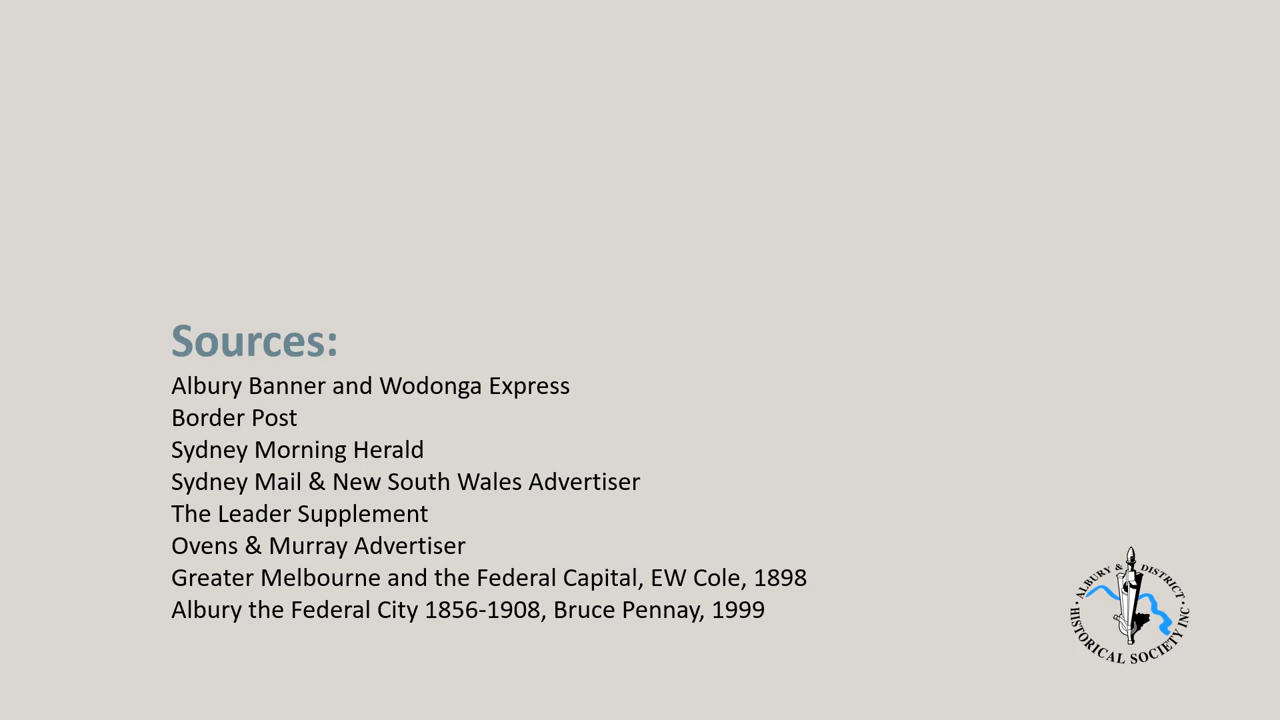 Sources:
Albury Banner and Wodonga Express
Border Post
Sydney Morning Herald
Sydney Mail & New South Wales Advertiser
The Leader Supplement
Ovens & Murray Advertiser
Greater Melbourne and the Federal Capital, EW Cole, 1898
Albury the Federal City 1856-1908, Bruce Pennay, 1999
· ALBURY & DISTRICT ·
HISTORICAL SOCIETY INC